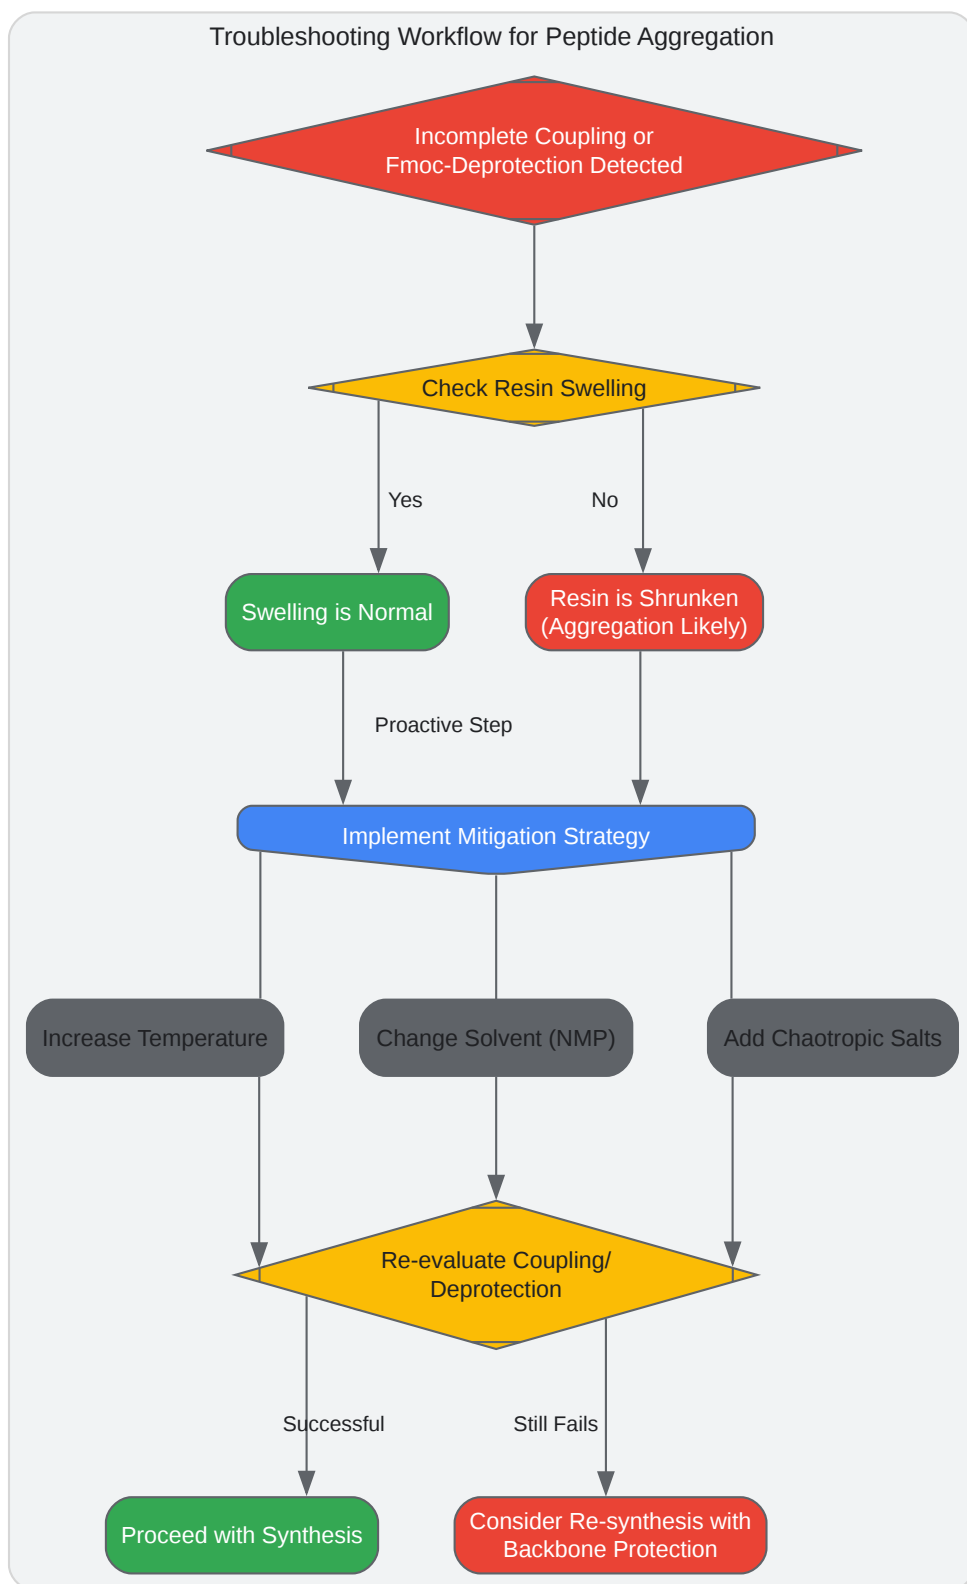 Troubleshooting Workflow for Peptide Aggregation
Incomplete Coupling or
Fmoc-Deprotection Detected
Check Resin Swelling
Yes
No
Swelling is Normal
Resin is Shrunken
(Aggregation Likely)
Proactive Step
Implement Mitigation Strategy
Increase Temperature
Change Solvent (NMP)
Add Chaotropic Salts
Re-evaluate Coupling/
Deprotection
Successful
Still Fails
Proceed with Synthesis
Consider Re-synthesis with
Backbone Protection